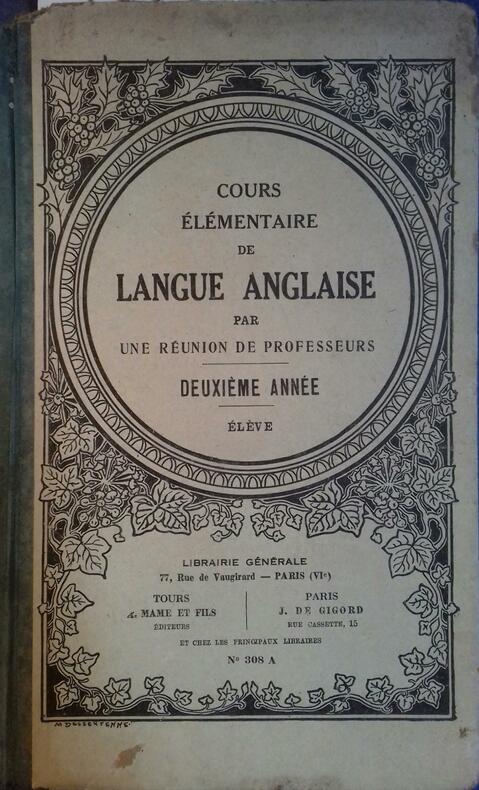 COURS
ÉLÉMENTAIRE
DE
LANGUE ANGLAISE
PAR
UNE RÉUNION DE PROFESSEURS
DEUXIÈME ANNÉE
ÉLÈVE
LIBRAIRIE GÉNÉRALE
77, Rue de Vaugirard — PARIS (VIe)
TOURS
A. MAME ET FILS
ÉDITEURS
PARIS
J. DE GIGORD
RUE CASSETTE, 15
ET CHEZ LES PRINCIPAUX LIBRAIRES
No 308 A
M DESSERTENNE